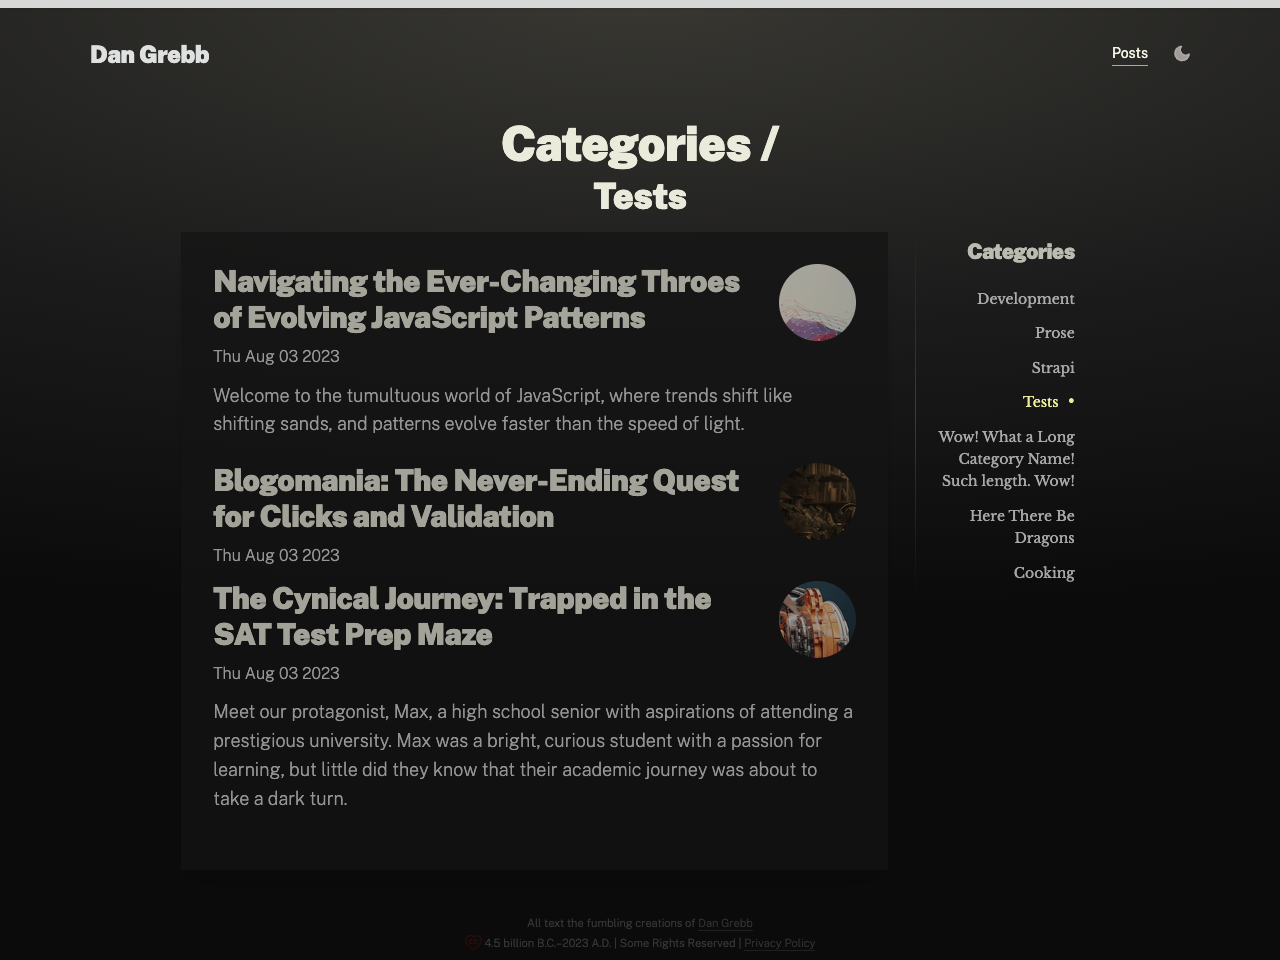 Dan Grebb
Posts
Categories /
Tests
Navigating the Ever-Changing Throes
of Evolving JavaScript Patterns
Thu Aug 03 2023
Welcome to the tumultuous world of JavaScript, where trends shift like
shifting sands, and patterns evolve faster than the speed of light.
Blogomania: The Never-Ending Quest
for Clicks and Validation
Thu Aug 03 2023
The Cynical Journey: Trapped in the
SAT Test Prep Maze
Thu Aug 03 2023
Meet our protagonist, Max, a high school senior with aspirations of attending a
prestigious university. Max was a bright, curious student with a passion for
learning, but little did they know that their academic journey was about to
take a dark turn.
Categories
Development
Prose
Strapi
Tests •
Wow! What a Long
Category Name!
Such length. Wow!
Here There Be
Dragons
Cooking
All text the fumbling creations of Dan Grebb
4.5 billion B.C.–2023 A.D. | Some Rights Reserved | Privacy Policy